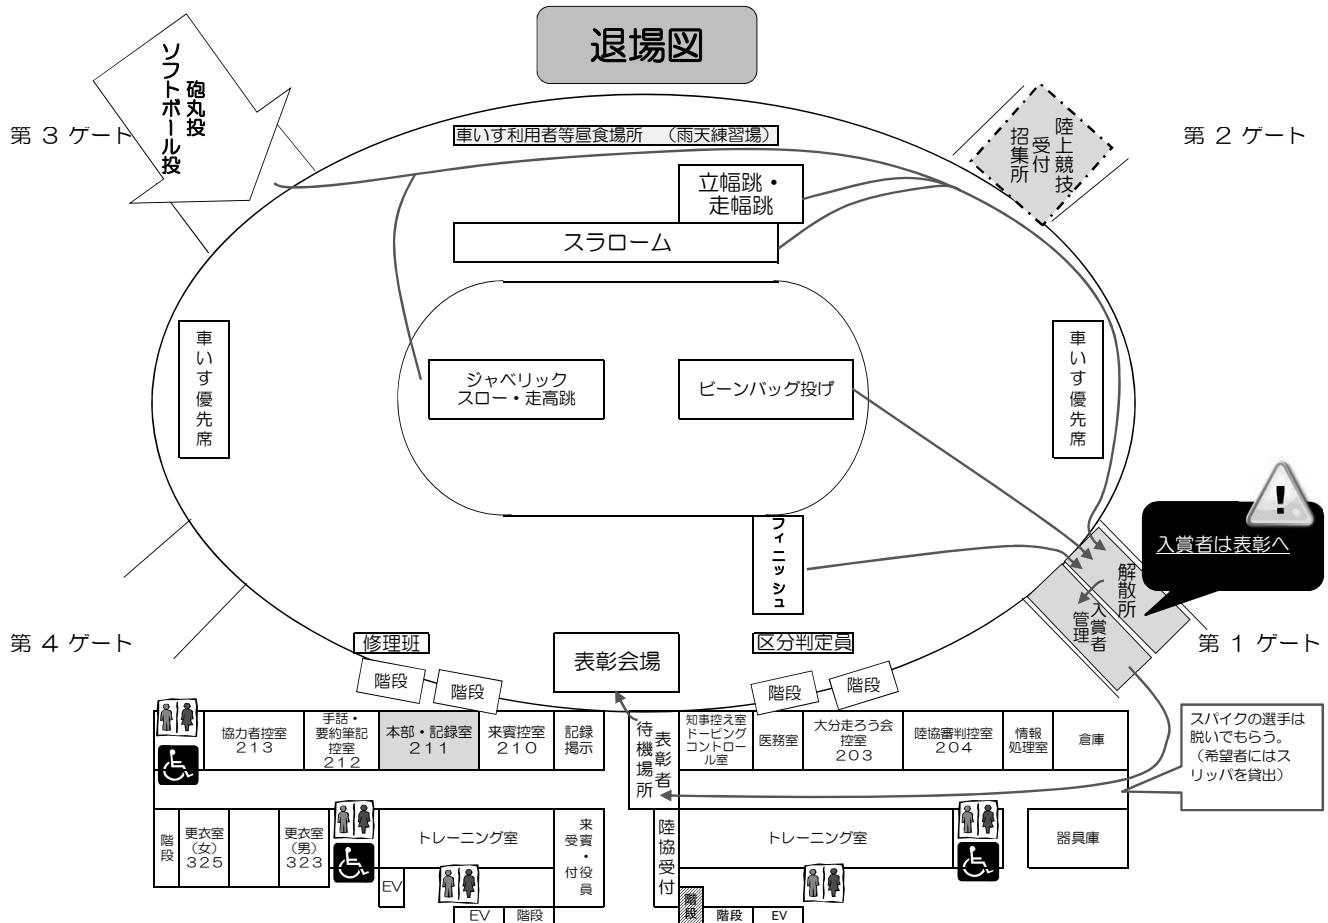 退場図
砲丸投
ソフトボール投
第 3 ゲート
車いす利用者等昼食場所 （雨天練習場）
陸上競技
受付
招集所
第 2 ゲート
立幅跳・
走幅跳
スラローム
車いす優先席
ジャベリック
スロー・走高跳
ビーンバッグ投げ
車いす優先席
フィニッシュ
!
入賞者は表彰へ
解散所
入賞者
管理
第 4 ゲート
第 1 ゲート
修理班
表彰会場
区分判定員
階段
階段
階段
階段
協力者控室
213
手話・
要約筆記
控室
212
本部・記録室
211
来賓控室
210
記録
掲示
表彰者
待機場所
知事控え室
ドーピング
コントロー
ル室
医務室
大分走ろう会
控室
203
陸協審判控室
204
情報
処理室
倉庫
スパイクの選手は
脱いでもらう。
（希望者にはス
リッパを貸出）
階段
更衣室
（女）
325
更衣室
（男）
323
トレーニング室
来賓・役員
受付
陸協受付
トレーニング室
器具庫
EV
EV
階段
階段
階段
EV